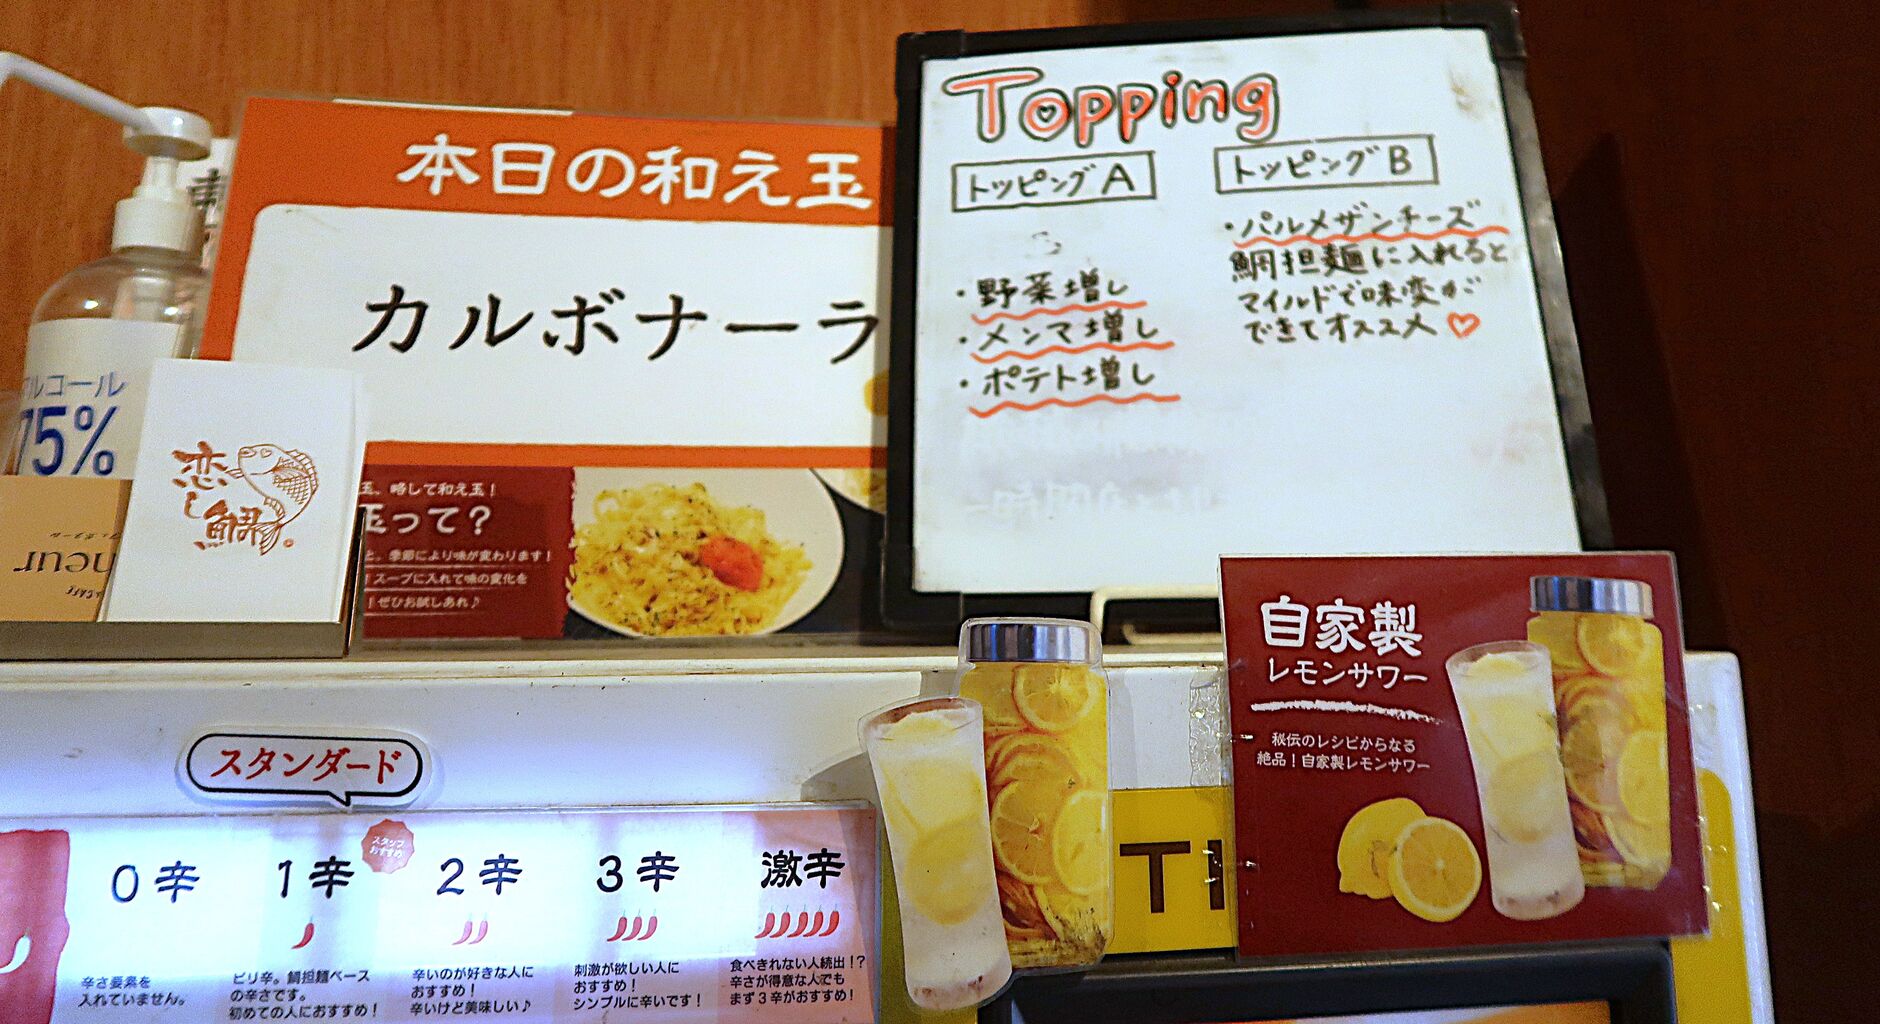 本日の和え玉
カルボナーラ
玉、略して和え玉！
玉って？
と、季節により味が変わります！
！スープに入れて味の変化を
！ぜひお試しあれ♪
アルコール
75%
恋し鯛。
neur
Topping
トッピングA
・野菜増し
・メンマ増し
・ポテト増し
トッピングB
・パルメザンチーズ
鯛担麺に入れると
マイルドで味変が
できてオススメ♡
自家製
レモンサワー
秘伝のレシピからなる
絶品！自家製レモンサワー
スタンダード
スタッフ
おすすめ
0辛
辛さ要素を
入れていません。
1辛
ピリ辛。鯛担麺ベース
の辛さです。
初めての人におすすめ！
2辛
辛いのが好きな人に
おすすめ！
辛いけど美味しい♪
3辛
刺激が欲しい人に
おすすめ！
シンプルに辛いです！
激辛
食べきれない人続出！？
辛さが得意な人でも
まず3辛がおすすめ！